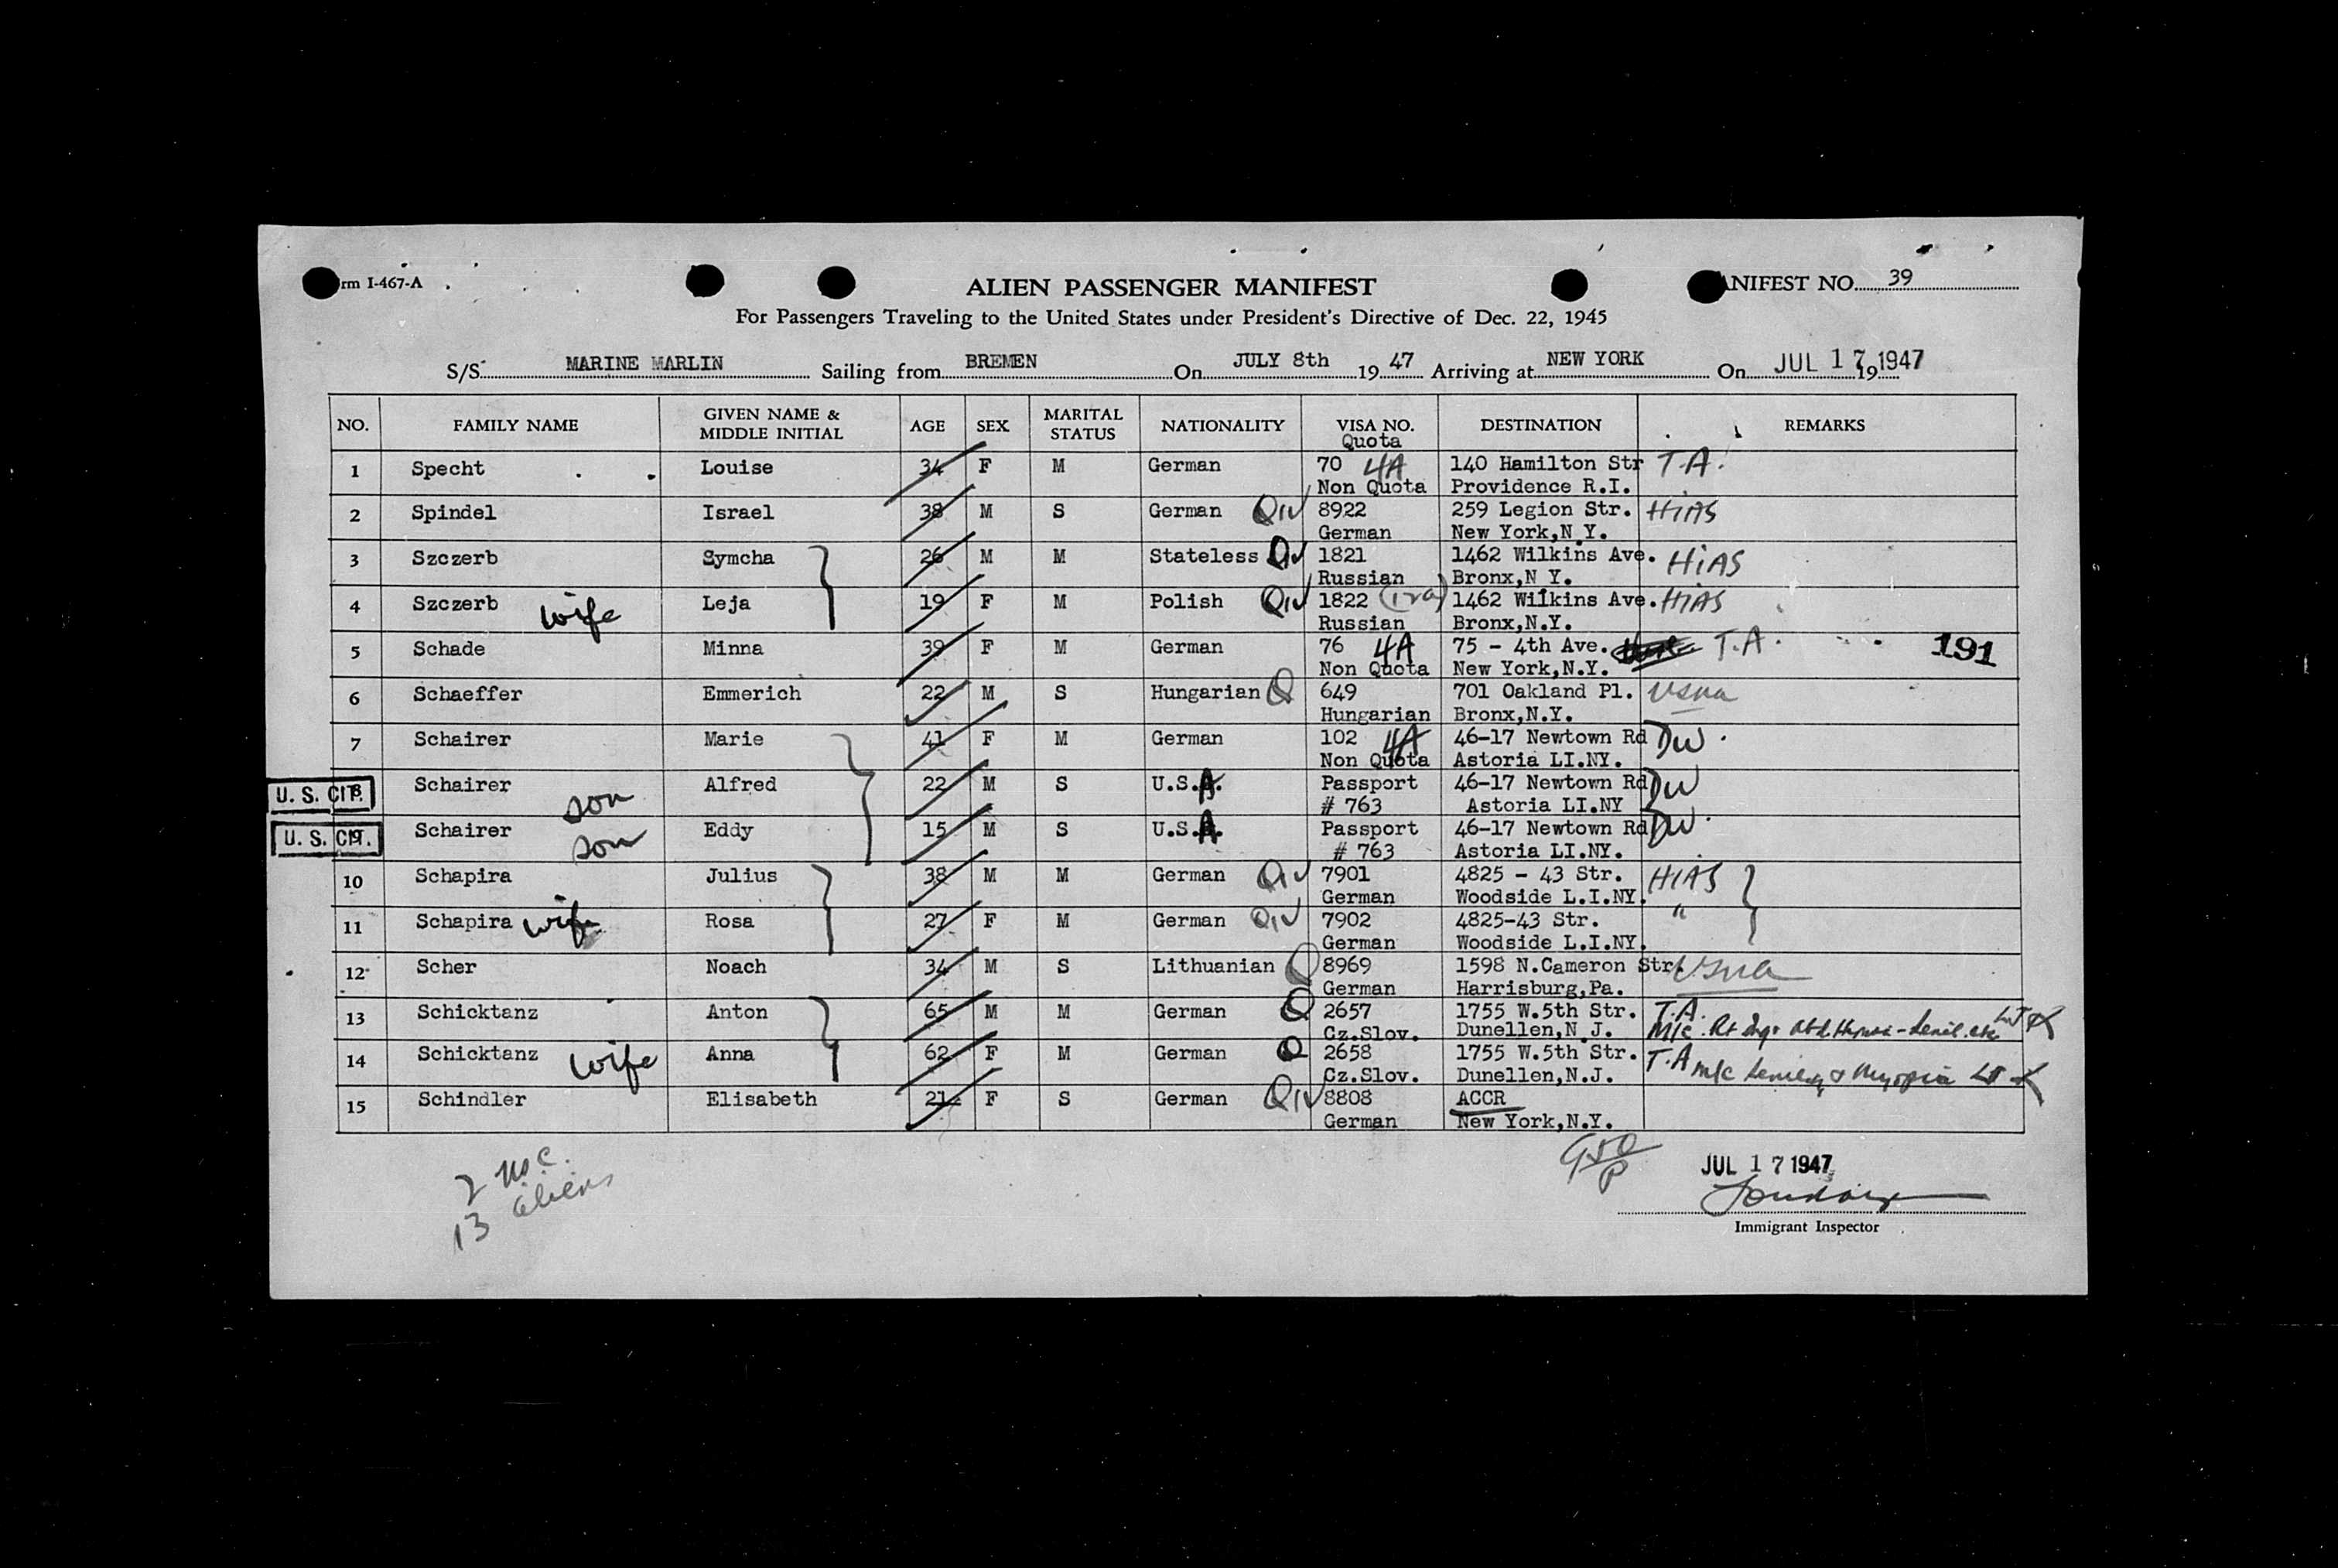 rm I-467-A
ALIEN PASSENGER MANIFEST
ANIFEST NO. 39
For Passengers Traveling to the United States under President's Directive of Dec. 22, 1945
S/S MARINE MARLIN Sailing from BREMEN On JULY 8th 19 47 Arriving at NEW YORK On JUL 17 1947 19
NO. FAMILY NAME GIVEN NAME & MIDDLE INITIAL AGE SEX MARITAL STATUS NATIONALITY VISA NO. DESTINATION REMARKS
Quota
1 Specht Louise 34 F M German 70 4A 140 Hamilton Str T.A.
Non Quota Providence R.I.
2 Spindel Israel 38 M S German QIV 8922 259 Legion Str. HIAS
German New York,N.Y.
3 Szczerb Symcha 26 M M Stateless QIV 1821 1462 Wilkins Ave. HIAS
Russian Bronx,N Y.
4 Szczerb wife Leja 19 F M Polish QIV 1822 1462 Wilkins Ave. HIAS
Russian Bronx,N.Y.
5 Schade Minna 39 F M German 76 4A 75 - 4th Ave. T.A. 191
Non Quota New York,N.Y.
6 Schaeffer Emmerich 22 M S Hungarian Q 649 701 Oakland Pl. USNA
Hungarian Bronx,N.Y.
7 Schairer Marie 41 F M German 102 4A 46-17 Newtown Rd DW.
Non Quota Astoria LI.NY.
U. S. CIT. 8 Schairer son Alfred 22 M S U.S.A. Passport 46-17 Newtown Rd DW
# 763 Astoria LI.NY
U. S. CIT. 9 Schairer son Eddy 15 M S U.S.A Passport 46-17 Newtown Rd DW.
# 763 Astoria LI.NY.
10 Schapira Julius 38 M M German QIV 7901 4825 - 43 Str. HIAS
German Woodside L.I.NY.
11 Schapira wife Rosa 27 F M German QIV 7902 4825-43 Str. "
German Woodside L.I.NY.
12 Scher Noach 34 M S Lithuanian Q 8969 1598 N.Cameron Str. USNA
German Harrisburg,Pa.
13 Schicktanz Anton 65 M M German Q 2657 1755 W.5th Str. T.A.
Cz.Slov. Dunellen,N J. M/C Rt
14 Schicktanz wife Anna 62 F M German Q 2658 1755 W.5th Str. T.A M/C & Myopia
Cz.Slov. Dunellen,N.J.
15 Schindler Elisabeth 21 F S German QIV 8808 ACCR
German New York,N.Y.
2
13 aliens
JUL 17 1947
Immigrant Inspector